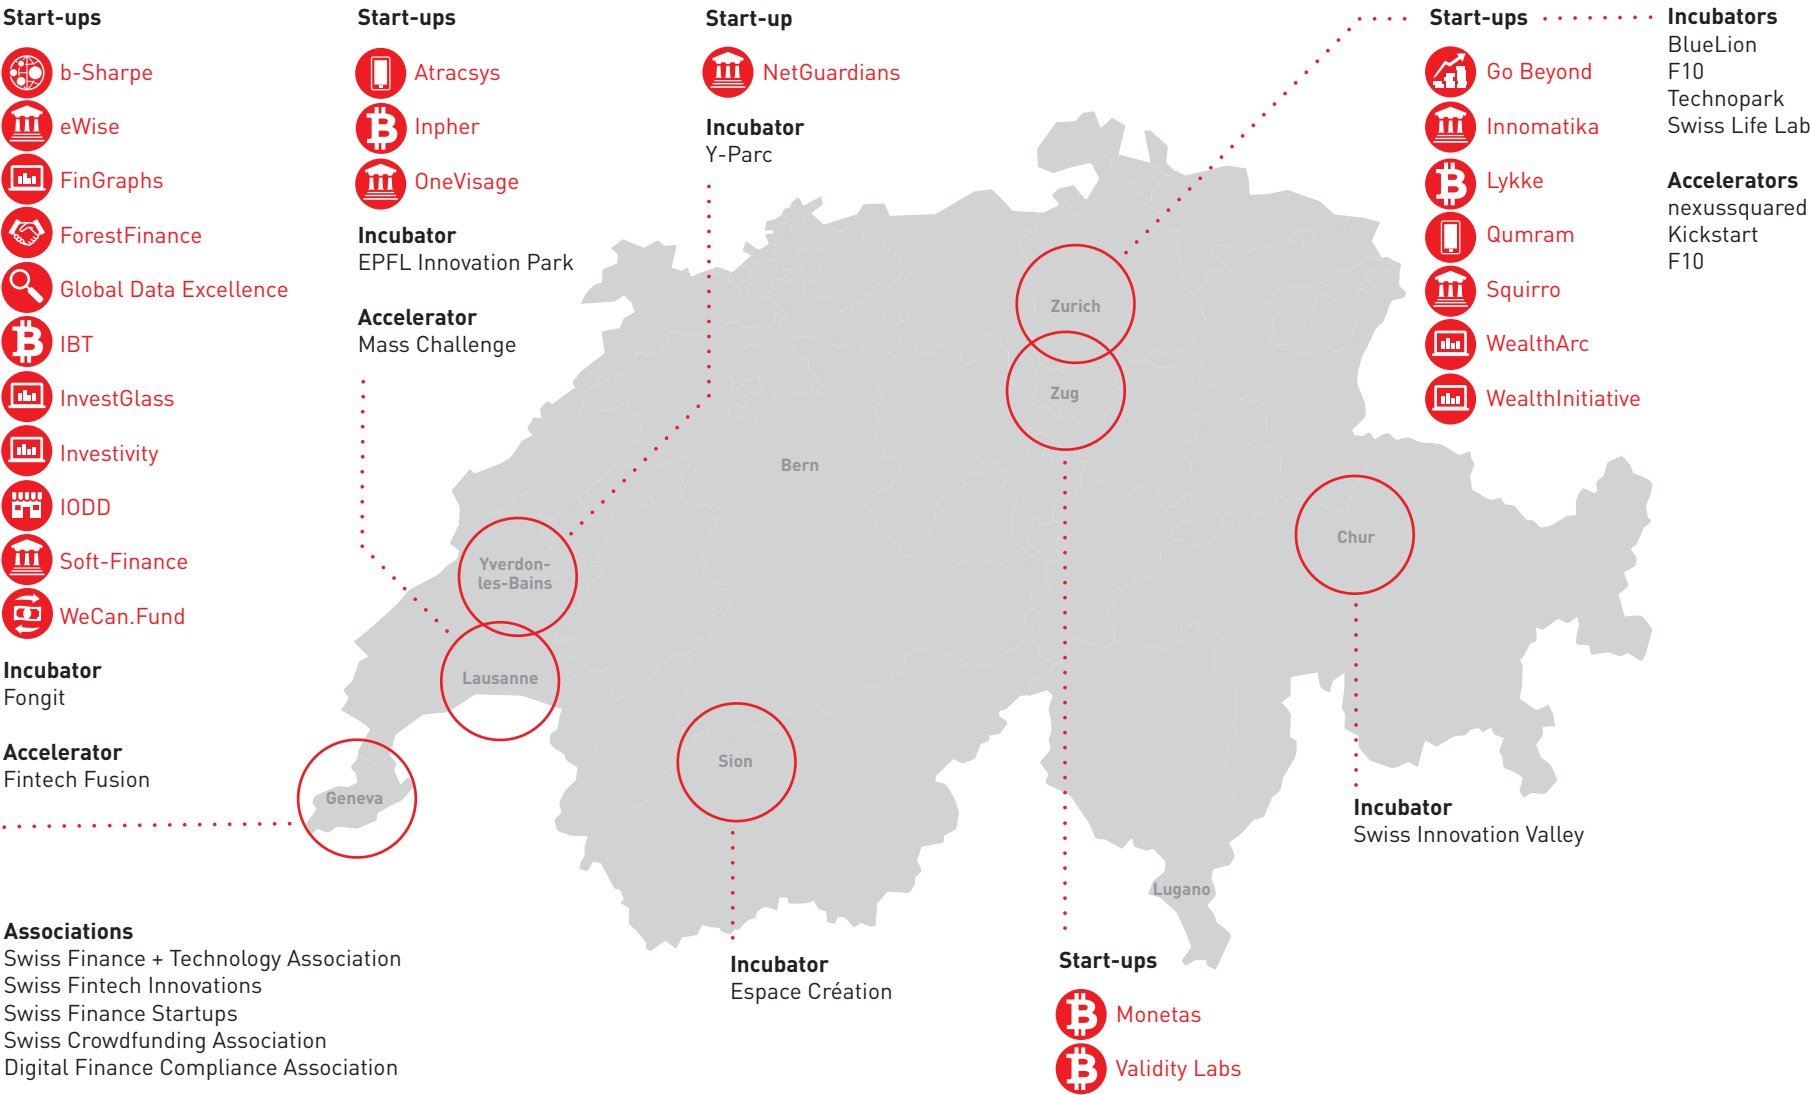 Start-ups
b-Sharpe
eWise
FinGraphs
ForestFinance
Global Data Excellence
IBT
InvestGlass
Investivity
IODD
Soft-Finance
WeCan.Fund
Incubator
Fongit
Accelerator
Fintech Fusion
Start-ups
Atracsys
Inpher
OneVisage
Incubator
EPFL Innovation Park
Accelerator
Mass Challenge
Start-up
NetGuardians
Incubator
Y-Parc
Start-ups
Go Beyond
Innomatika
Lykke
Qumram
Squirro
WealthArc
WealthInitiative
Incubators
BlueLion
F10
Technopark
Swiss Life Lab
Accelerators
nexussquared
Kickstart
F10
Zurich
Zug
Bern
Chur
Yverdon-
les-Bains
Lausanne
Sion
Geneva
Lugano
Incubator
Swiss Innovation Valley
Associations
Swiss Finance + Technology Association
Swiss Fintech Innovations
Swiss Finance Startups
Swiss Crowdfunding Association
Digital Finance Compliance Association
Incubator
Espace Création
Start-ups
Monetas
Validity Labs